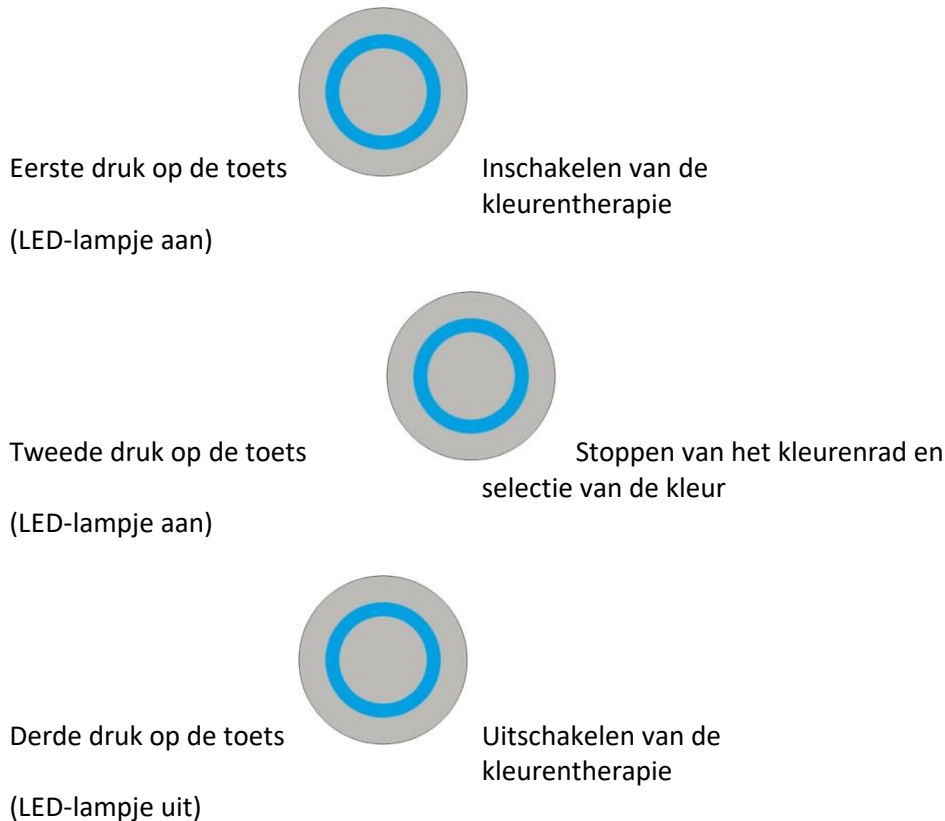 Eerste druk op de toets Inschakelen van de
kleurentherapie
(LED-lampje aan)
Tweede druk op de toets Stoppen van het kleurenrad en
selectie van de kleur
(LED-lampje aan)
Derde druk op de toets Uitschakelen van de
kleurentherapie
(LED-lampje uit)